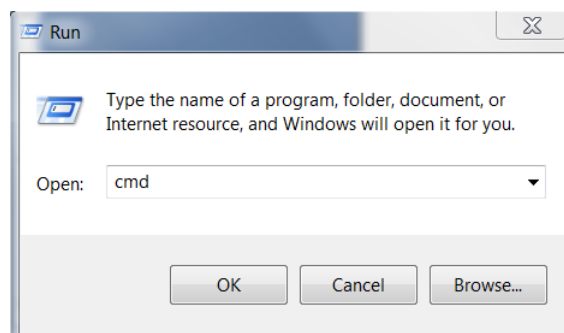 Run
Type the name of a program, folder, document, or
Internet resource, and Windows will open it for you.
Open: cmd
OK Cancel Browse...